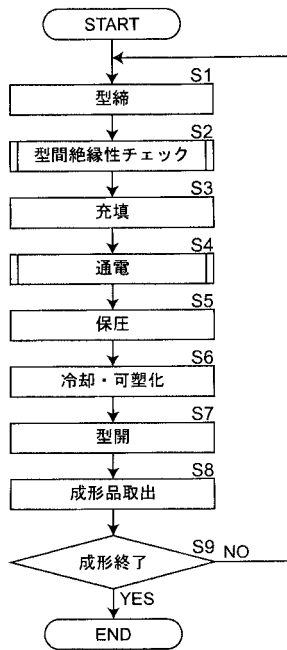 START
S1
型締
S2
型間絶縁性チェック
S3
充填
S4
通電
S5
保圧
S6
冷却・可塑化
S7
型開
S8
成形品取出
S9
成形終了
NO
YES
END